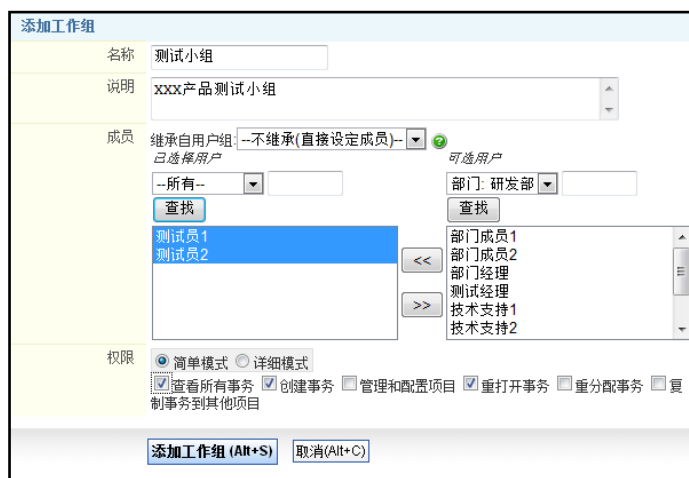 添加工作组
名称 测试小组
说明 XXX产品测试小组
成员 继承自用户组: --不继承(直接设定成员)--
已选择用户 可选用户
--所有-- 部门: 研发部
查找 查找
测试员1 部门成员1
测试员2 部门成员2
<< 部门经理
测试经理
>> 技术支持1
技术支持2
权限 简单模式 详细模式
查看所有事务 创建事务 管理和配置项目 重打开事务 重分配事务 复
制事务到其他项目
添加工作组 (Alt+S) 取消(Alt+C)